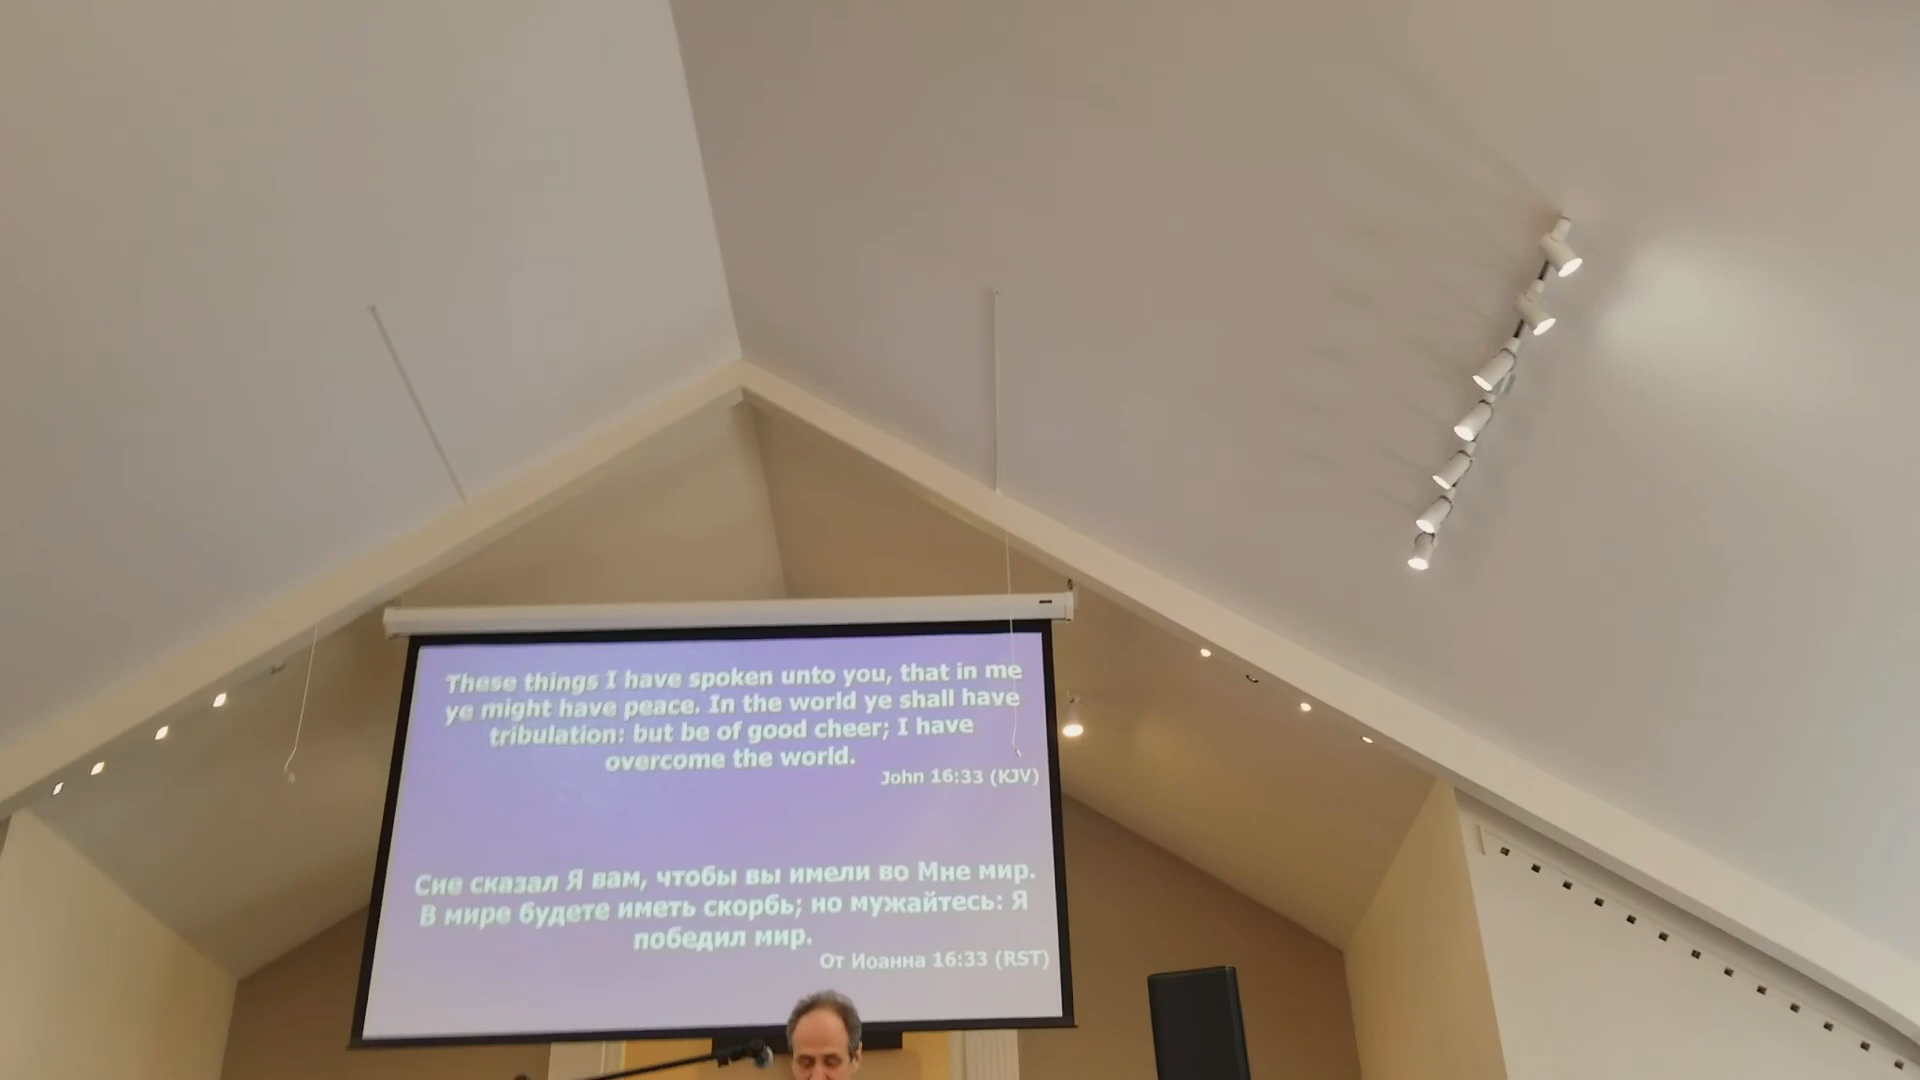 These things I have spoken unto you, that in me
ye might have peace. In the world ye shall have
tribulation: but be of good cheer; I have
overcome the world.
John 16:33 (KJV)
Сие сказал Я вам, чтобы вы имели во Мне мир.
В мире будете иметь скорбь; но мужайтесь: Я
победил мир.
От Иоанна 16:33 (RST)